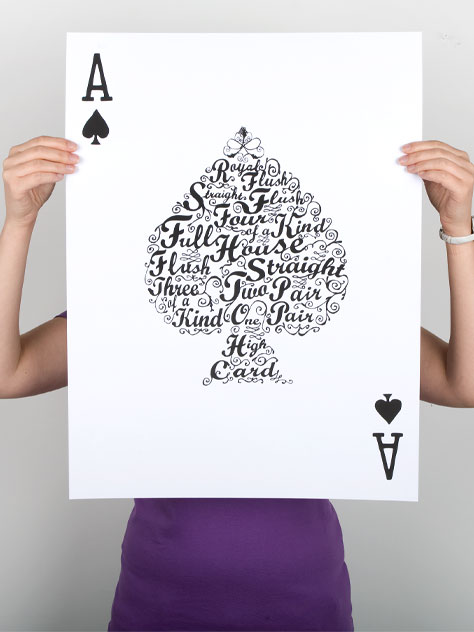 A
Royal
Flush
Straight Flush
Four of a Kind
Full House
Flush Straight
Three of a Kind
Two Pair
One Pair
High
Card
A